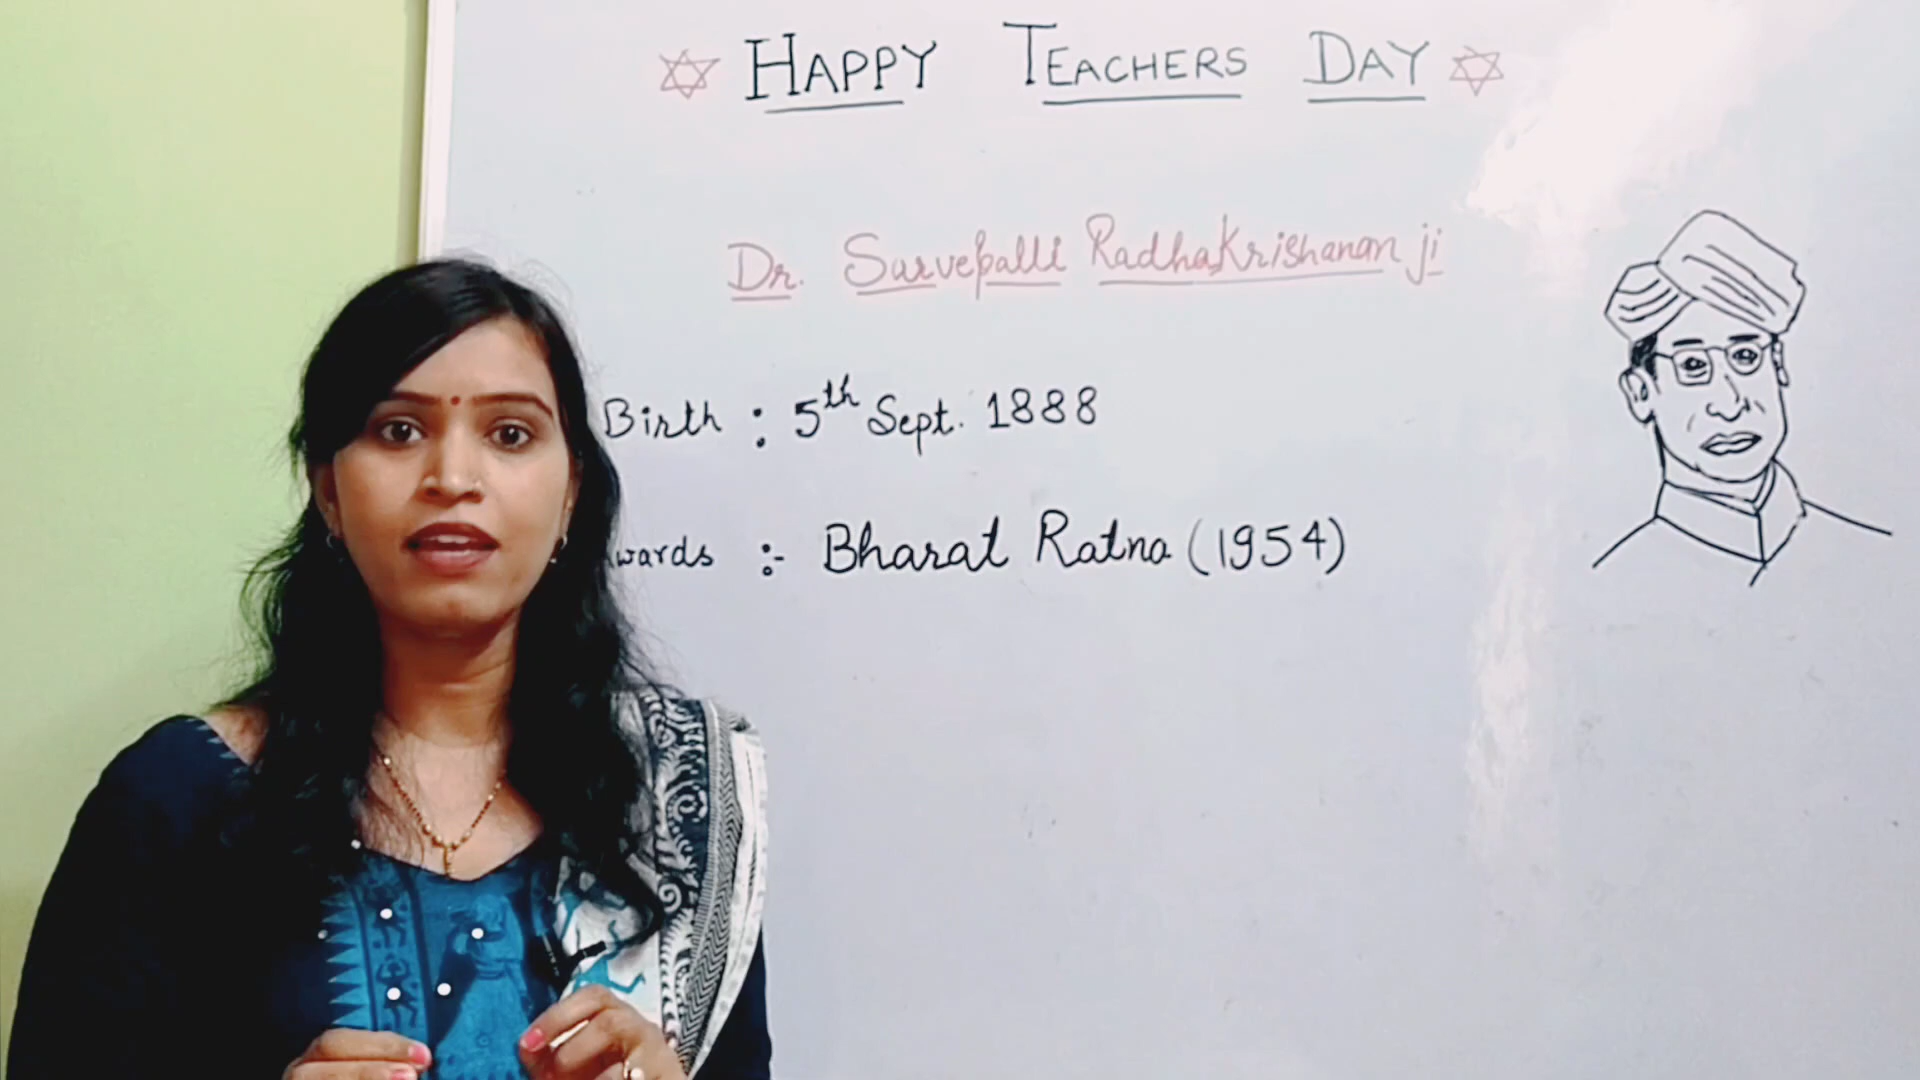 HAPPY TEACHERS DAY
Dr. Sarvepalli RadhaKrishanan ji
Birth : 5th Sept. 1888
wards :- Bharat Ratna (1954)